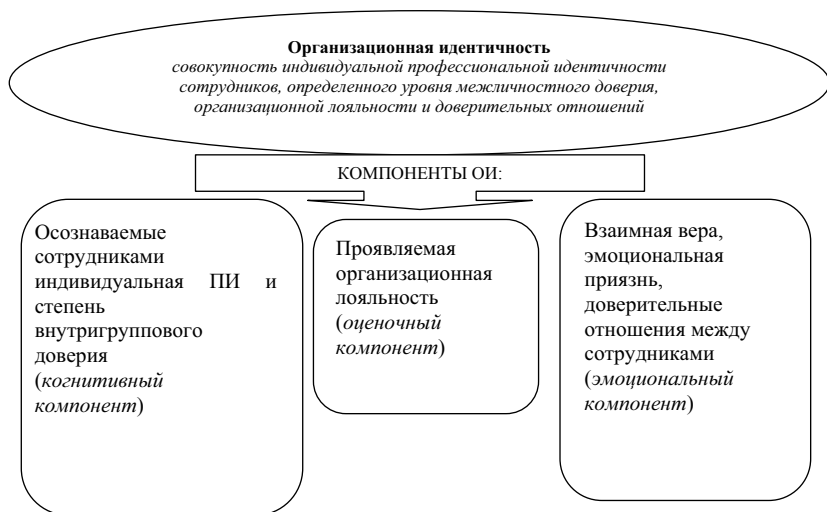 Организационная идентичность
совокупность индивидуальной профессиональной идентичности
сотрудников, определенного уровня межличностного доверия,
организационной лояльности и доверительных отношений
КОМПОНЕНТЫ ОИ:
Осознаваемые
сотрудниками
индивидуальная ПИ и
степень
внутригруппового
доверия
(когнитивный
компонент)
Проявляемая
организационная
лояльность
(оценочный
компонент)
Взаимная вера,
эмоциональная
приязнь,
доверительные
отношения между
сотрудниками
(эмоциональный
компонент)